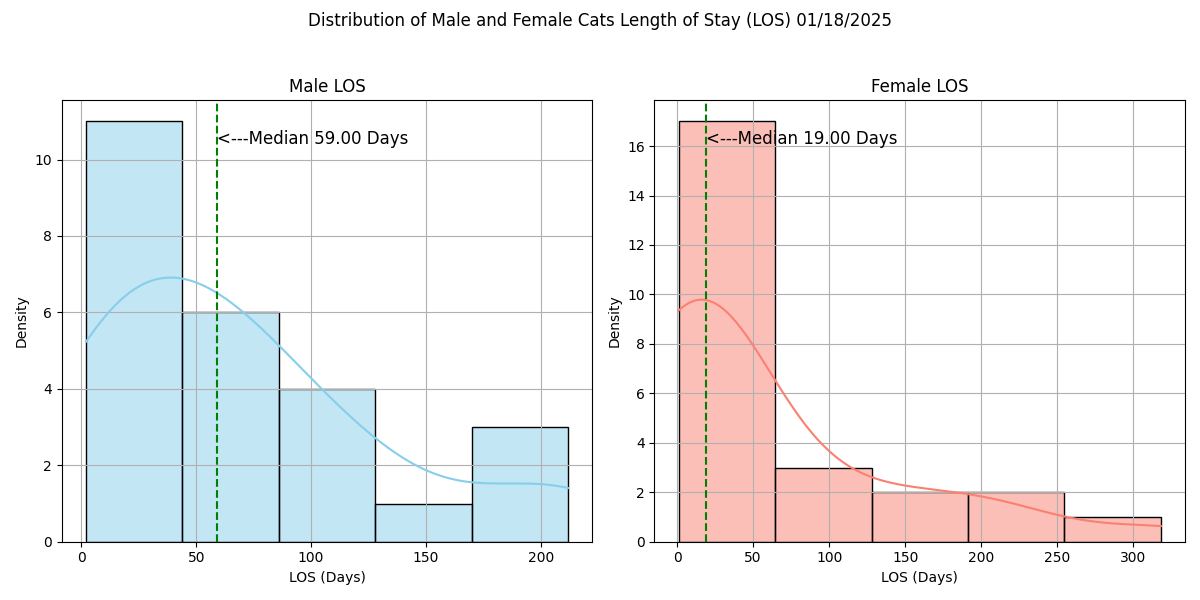 Distribution of Male and Female Cats Length of Stay (LOS) 01/18/2025
Male LOS
<---Median 59.00 Days
Density
10
8
6
4
2
0
0 50 100 150 200
LOS (Days)
Female LOS
<---Median 19.00 Days
Density
16
14
12
10
8
6
4
2
0
0 50 100 150 200 250 300
LOS (Days)